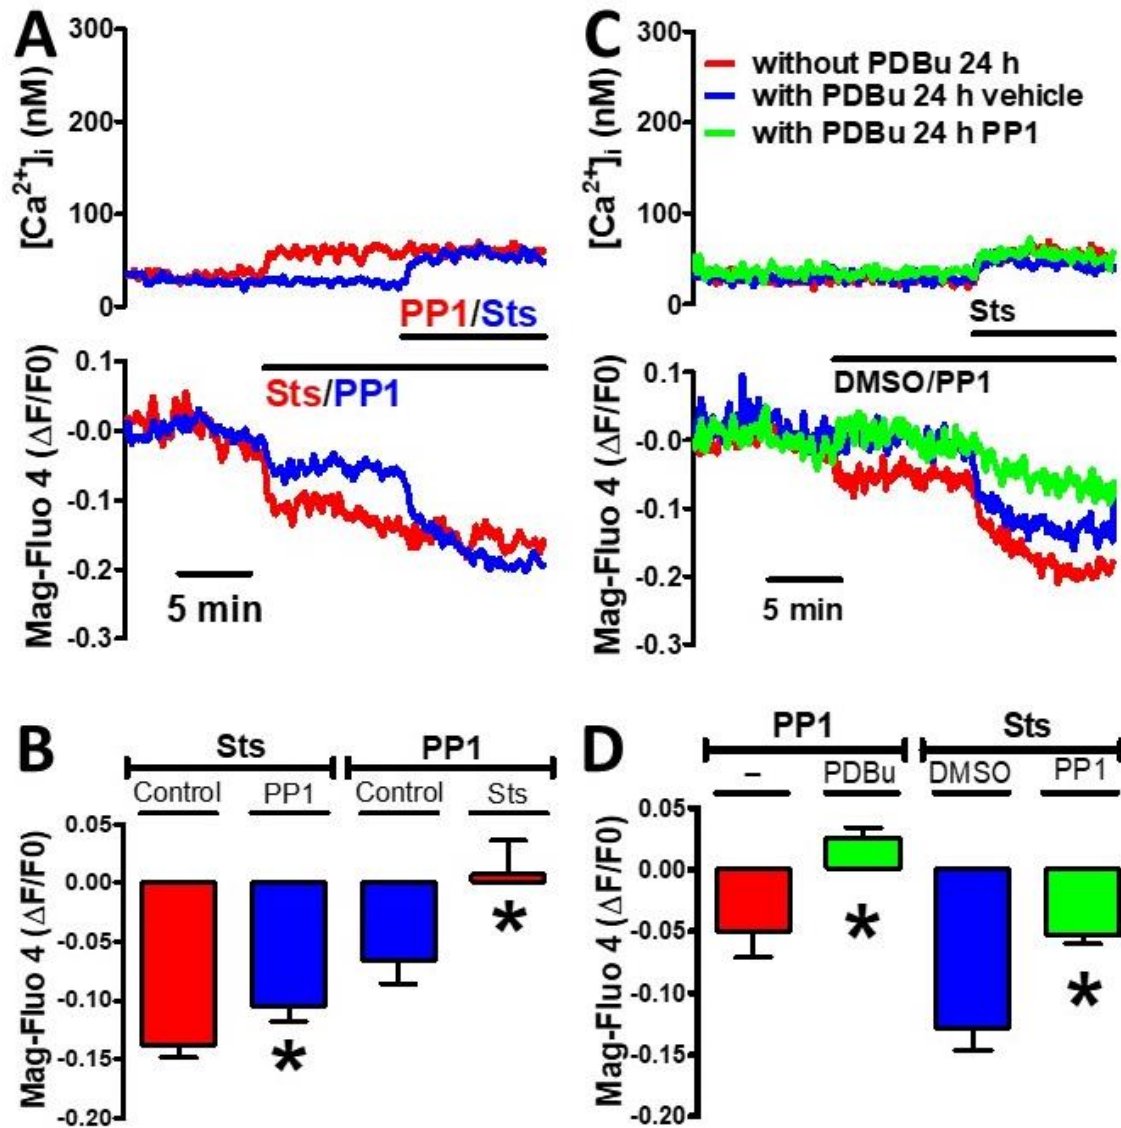 A
300
200
100
0
[Ca²⁺]ᵢ (nM)
PP1/Sts
0.1
-0.0
-0.1
-0.2
-0.3
Mag-Fluo 4 (ΔF/F0)
Sts/PP1
5 min
C
300
200
100
0
[Ca²⁺]ᵢ (nM)
without PDBu 24 h
with PDBu 24 h vehicle
with PDBu 24 h PP1
Sts
0.1
-0.0
-0.1
-0.2
-0.3
Mag-Fluo 4 (ΔF/F0)
DMSO/PP1
5 min
B
Sts PP1
Control PP1 Control Sts
0.05
0.00
-0.05
-0.10
-0.15
-0.20
Mag-Fluo 4 (ΔF/F0)
* *
D
PP1 Sts
– PDBu DMSO PP1
0.05
0.00
-0.05
-0.10
-0.15
-0.20
Mag-Fluo 4 (ΔF/F0)
* *